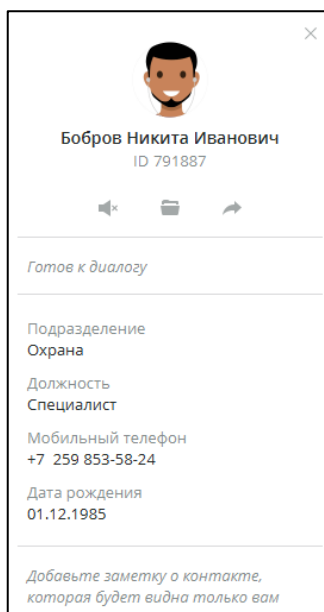 Бобров Никита Иванович
ID 791887
Готов к диалогу
Подразделение
Охрана
Должность
Специалист
Мобильный телефон
+7 259 853-58-24
Дата рождения
01.12.1985
Добавьте заметку о контакте,
которая будет видна только вам